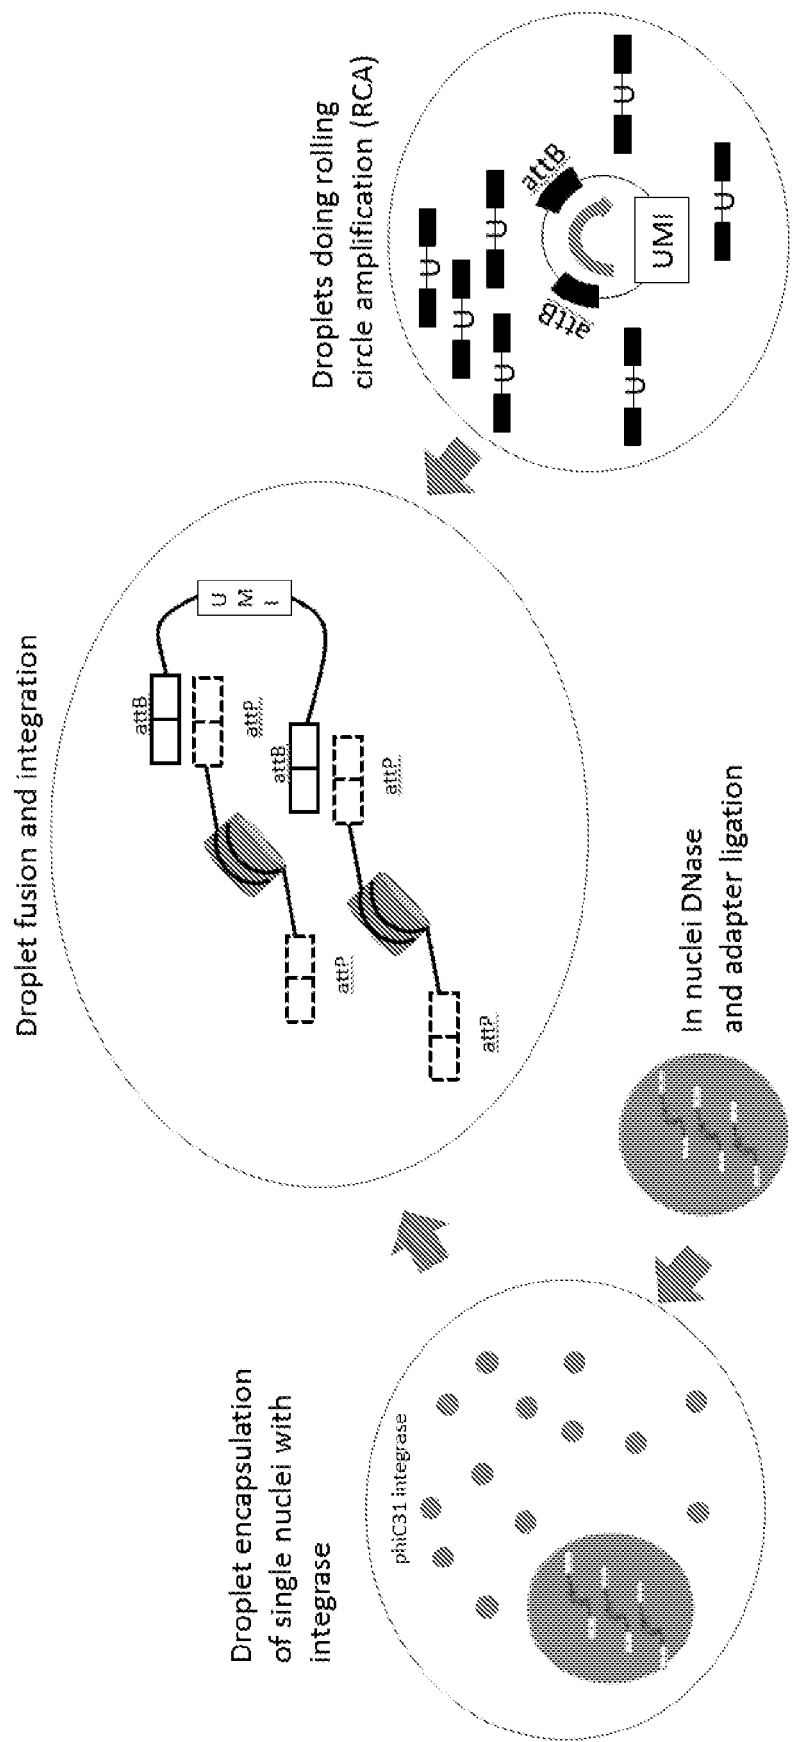 Droplet fusion and integration
attB
U
M
I
attP
attB
attP
attP
attP
Droplet encapsulation
of single nuclei with
integrase
phiC31 integrase
In nuclei DNase
and adapter ligation
Droplets doing rolling
circle amplification (RCA)
U
U
U
U
attB
attB
UMI
U
U
U